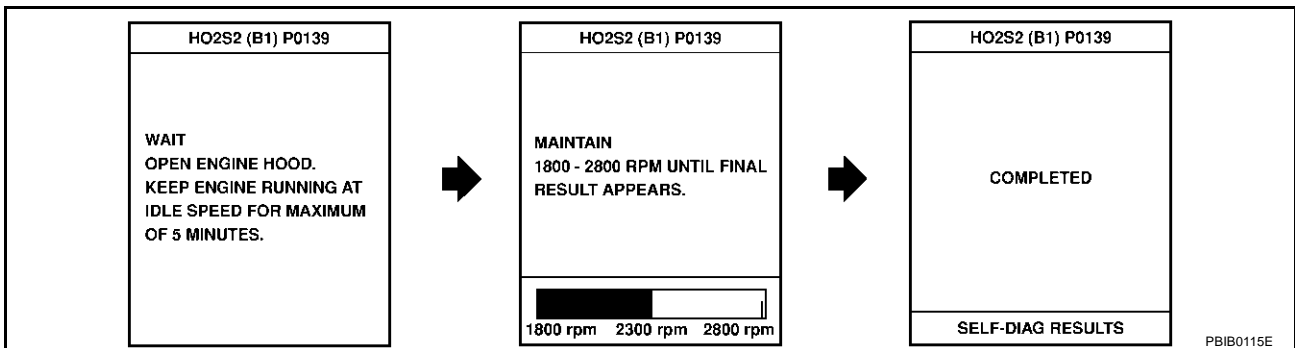 HO2S2 (B1) P0139
WAIT
OPEN ENGINE HOOD.
KEEP ENGINE RUNNING AT
IDLE SPEED FOR MAXIMUM
OF 5 MINUTES.
HO2S2 (B1) P0139
MAINTAIN
1800 - 2800 RPM UNTIL FINAL
RESULT APPEARS.
1800 rpm 2300 rpm 2800 rpm
HO2S2 (B1) P0139
COMPLETED
SELF-DIAG RESULTS
PBIB0115E